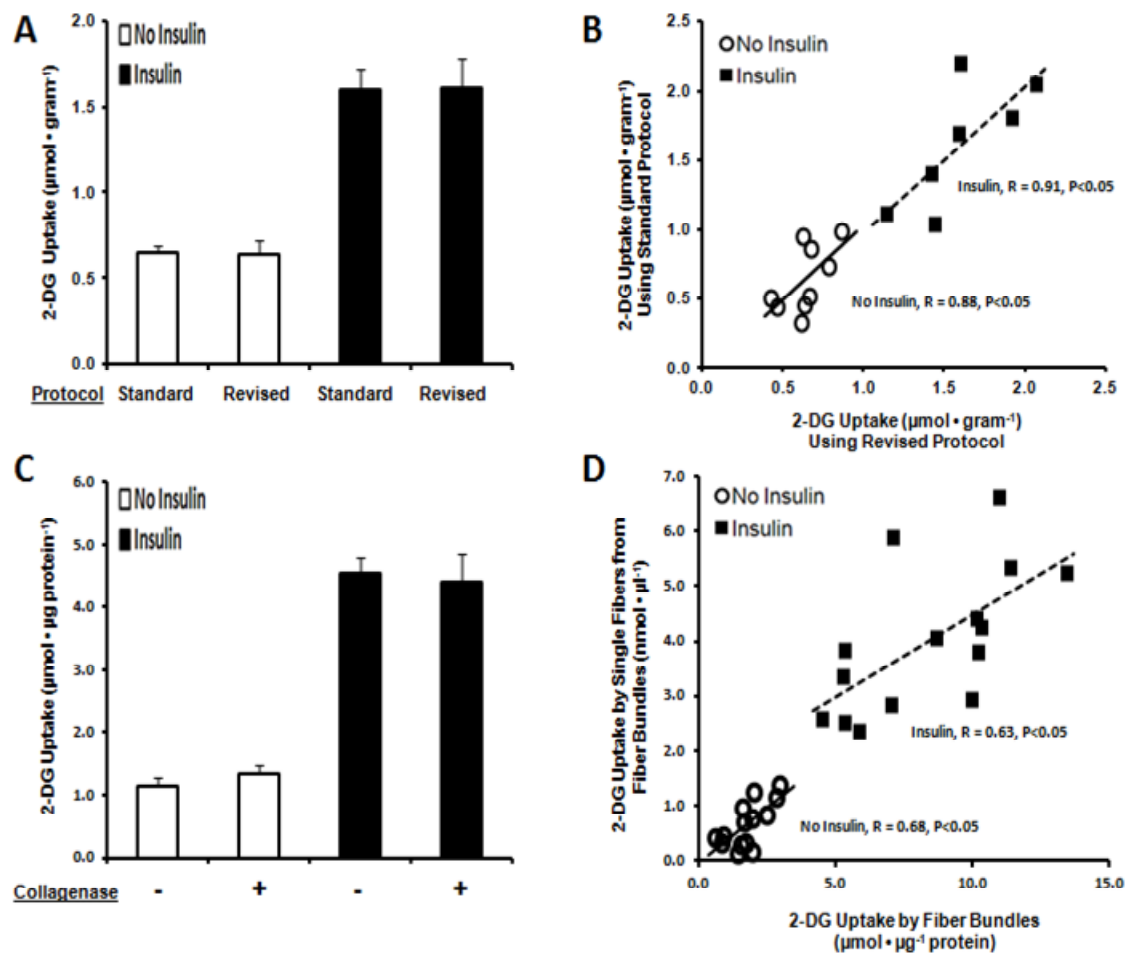 A
No Insulin
Insulin
2-DG Uptake (µmol • gram⁻¹)
2.0
1.5
1.0
0.5
0.0
Protocol Standard Revised Standard Revised
B
No Insulin
Insulin
2-DG Uptake (µmol • gram⁻¹)
Using Standard Protocol
2.5
2.0
1.5
1.0
0.5
0.0
Insulin, R = 0.91, P<0.05
No Insulin, R = 0.88, P<0.05
0.0 0.5 1.0 1.5 2.0 2.5
2-DG Uptake (µmol • gram⁻¹)
Using Revised Protocol
C
No Insulin
Insulin
2-DG Uptake (µmol • µg protein⁻¹)
6.0
5.0
4.0
3.0
2.0
1.0
0.0
Collagenase - + - +
D
No Insulin
Insulin
2-DG Uptake by Single Fibers from
Fiber Bundles (nmol • µl⁻¹)
7.0
6.0
5.0
4.0
3.0
2.0
1.0
0.0
Insulin, R = 0.63, P<0.05
No Insulin, R = 0.68, P<0.05
0.0 5.0 10.0 15.0
2-DG Uptake by Fiber Bundles
(µmol • µg⁻¹ protein)